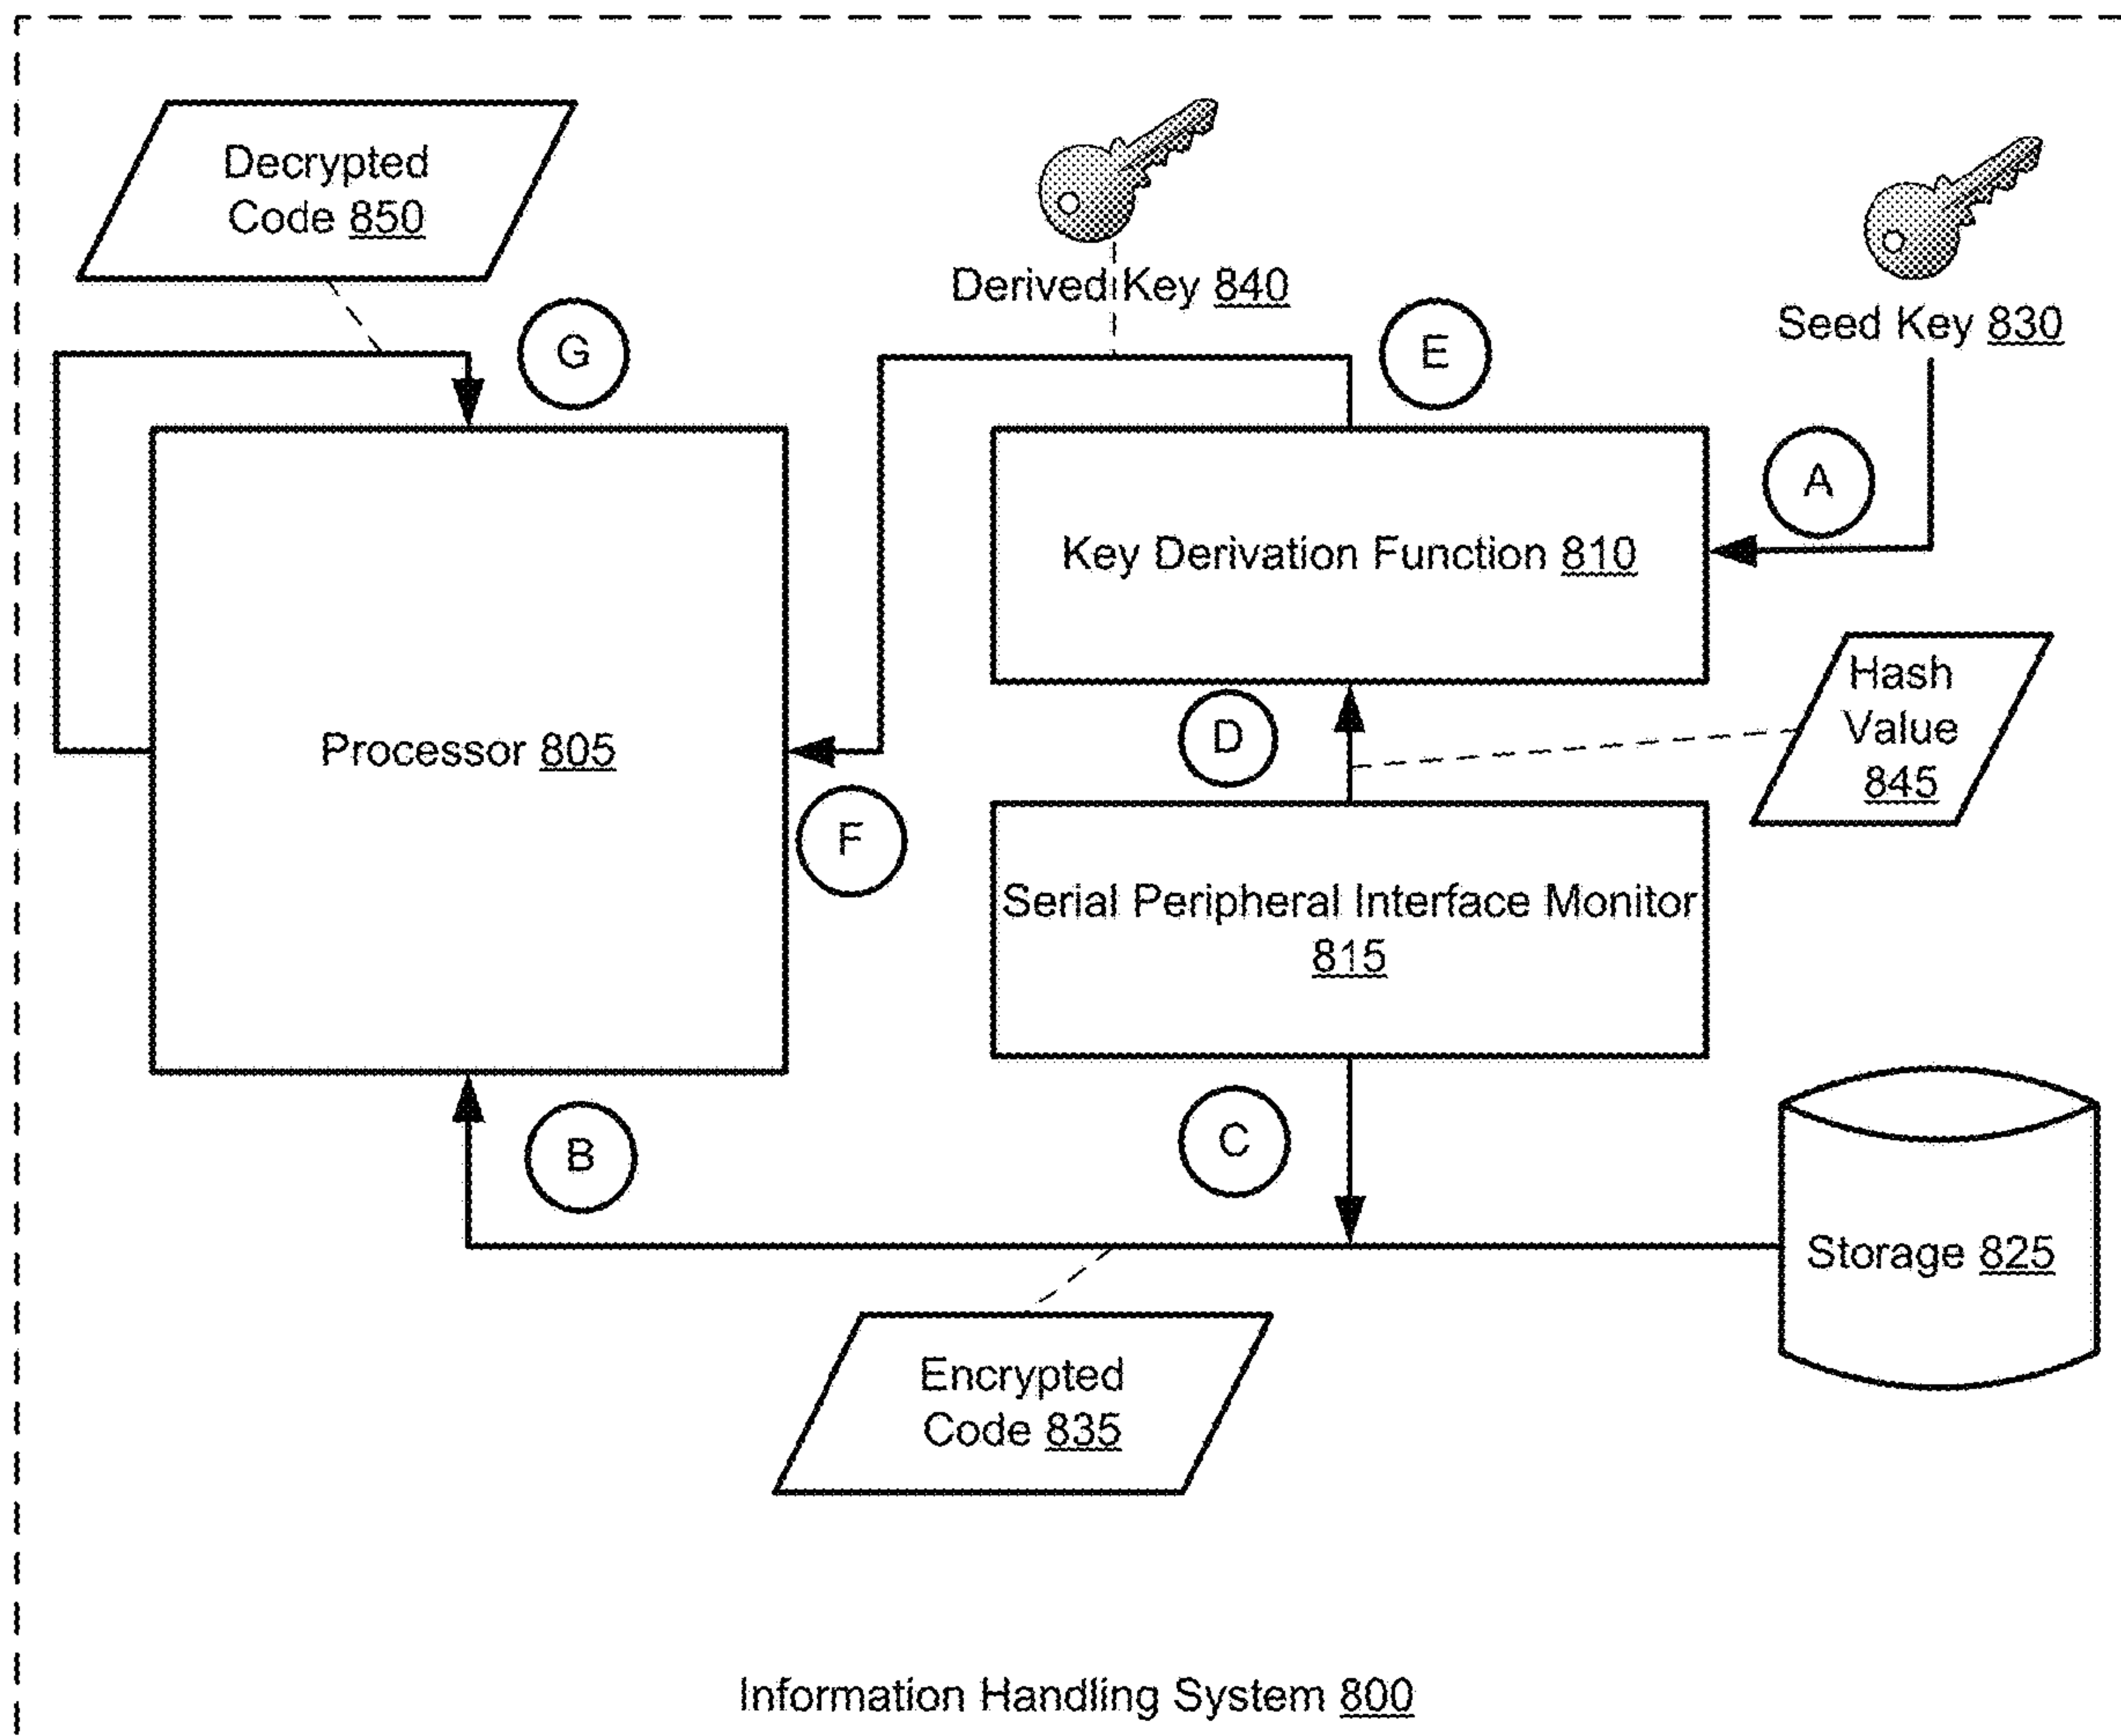 Decrypted
Code 850
Derived Key 840
Seed Key 830
G
E
A
Key Derivation Function 810
Hash
Value
845
D
Processor 805
F
Serial Peripheral Interface Monitor
815
B
C
Storage 825
Encrypted
Code 835
Information Handling System 800